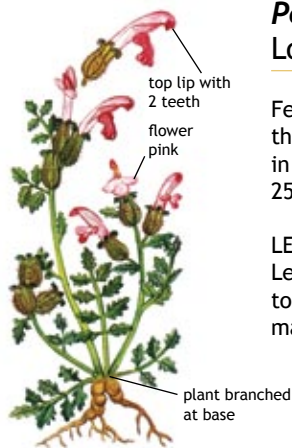 top lip with
2 teeth
flower
pink
plant branched
at base
Lo
Fe
th
in
25
LE
Le
to
ma